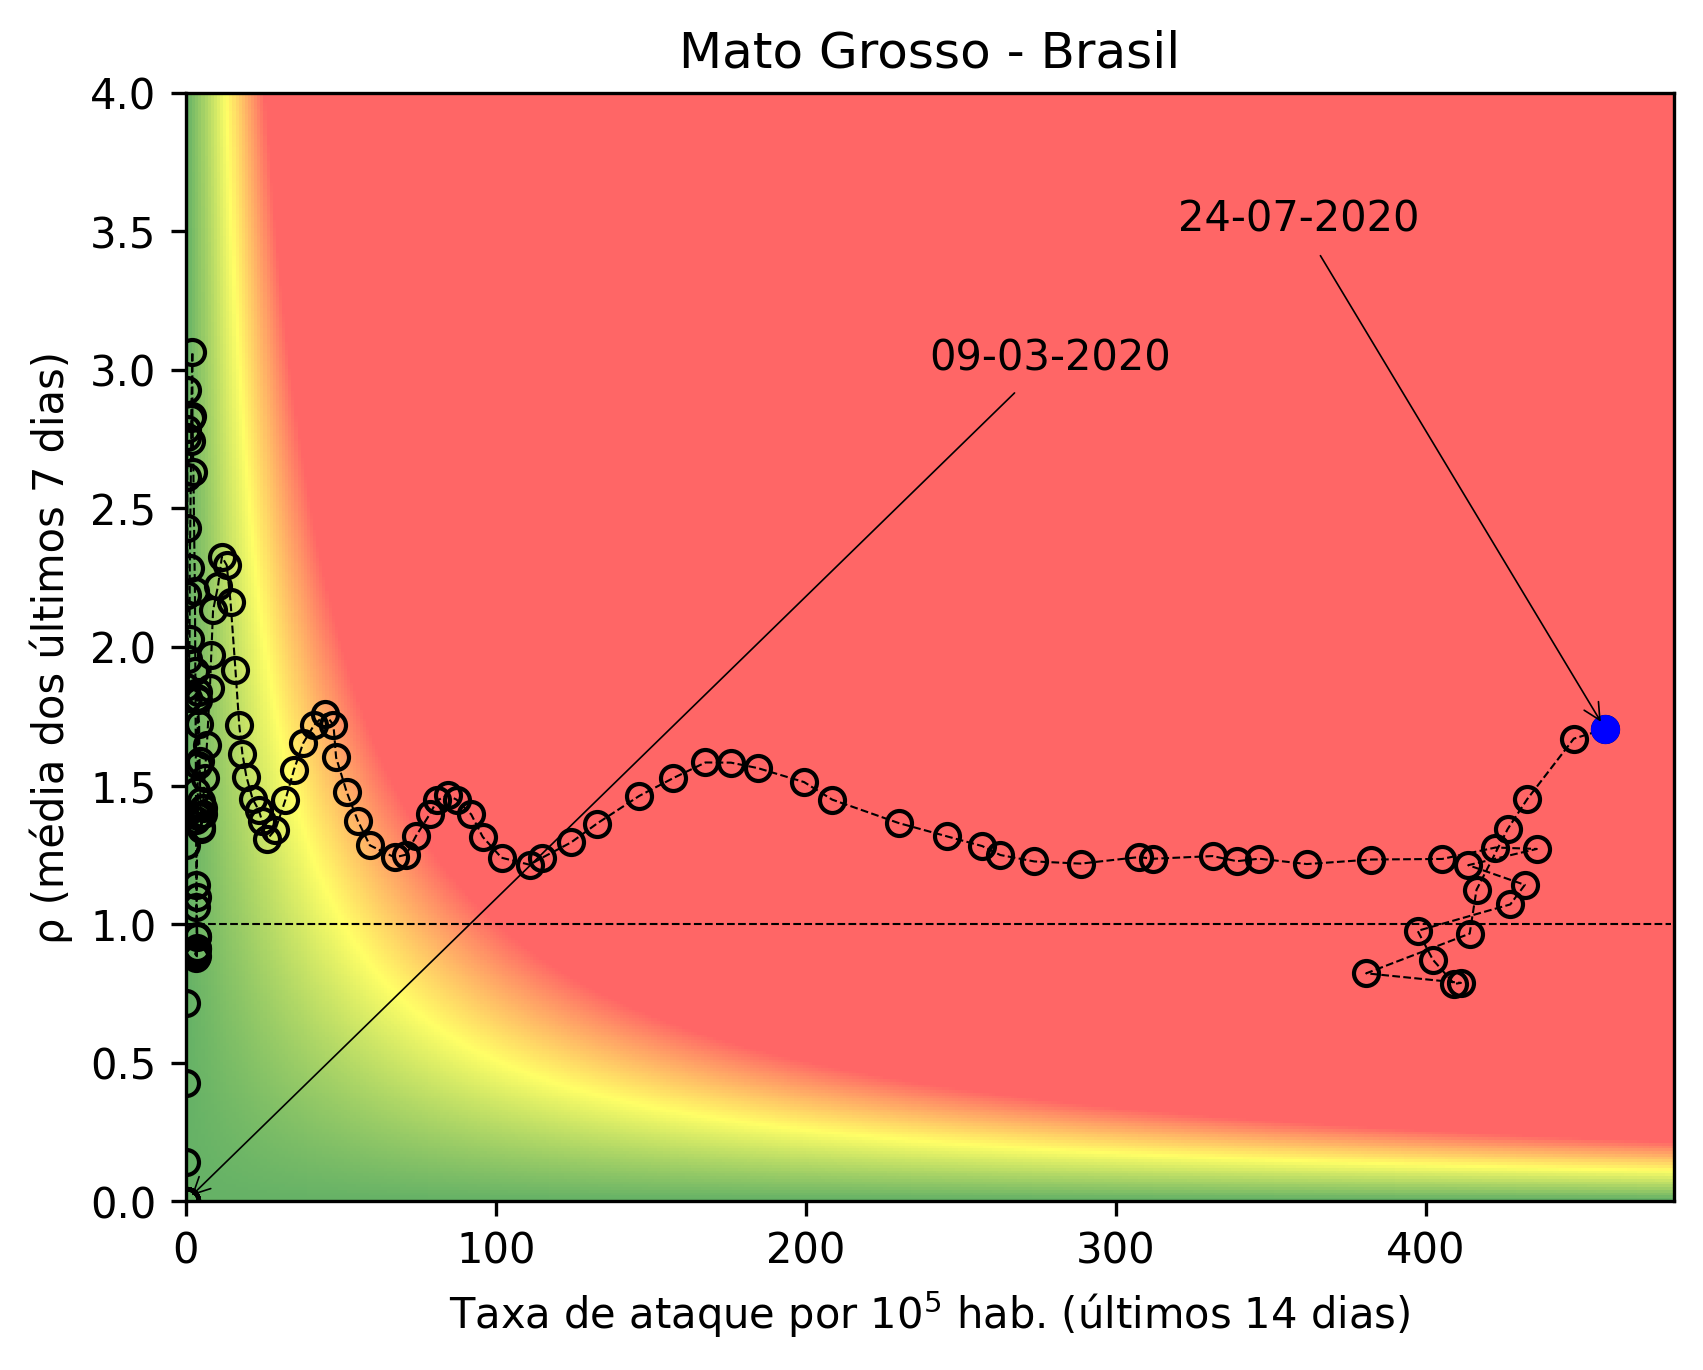 Mato Grosso - Brasil
4.0
3.5
3.0
2.5
2.0
1.5
1.0
0.5
0.0
ρ (média dos últimos 7 dias)
24-07-2020
09-03-2020
0 100 200 300 400
Taxa de ataque por 10⁵ hab. (últimos 14 dias)